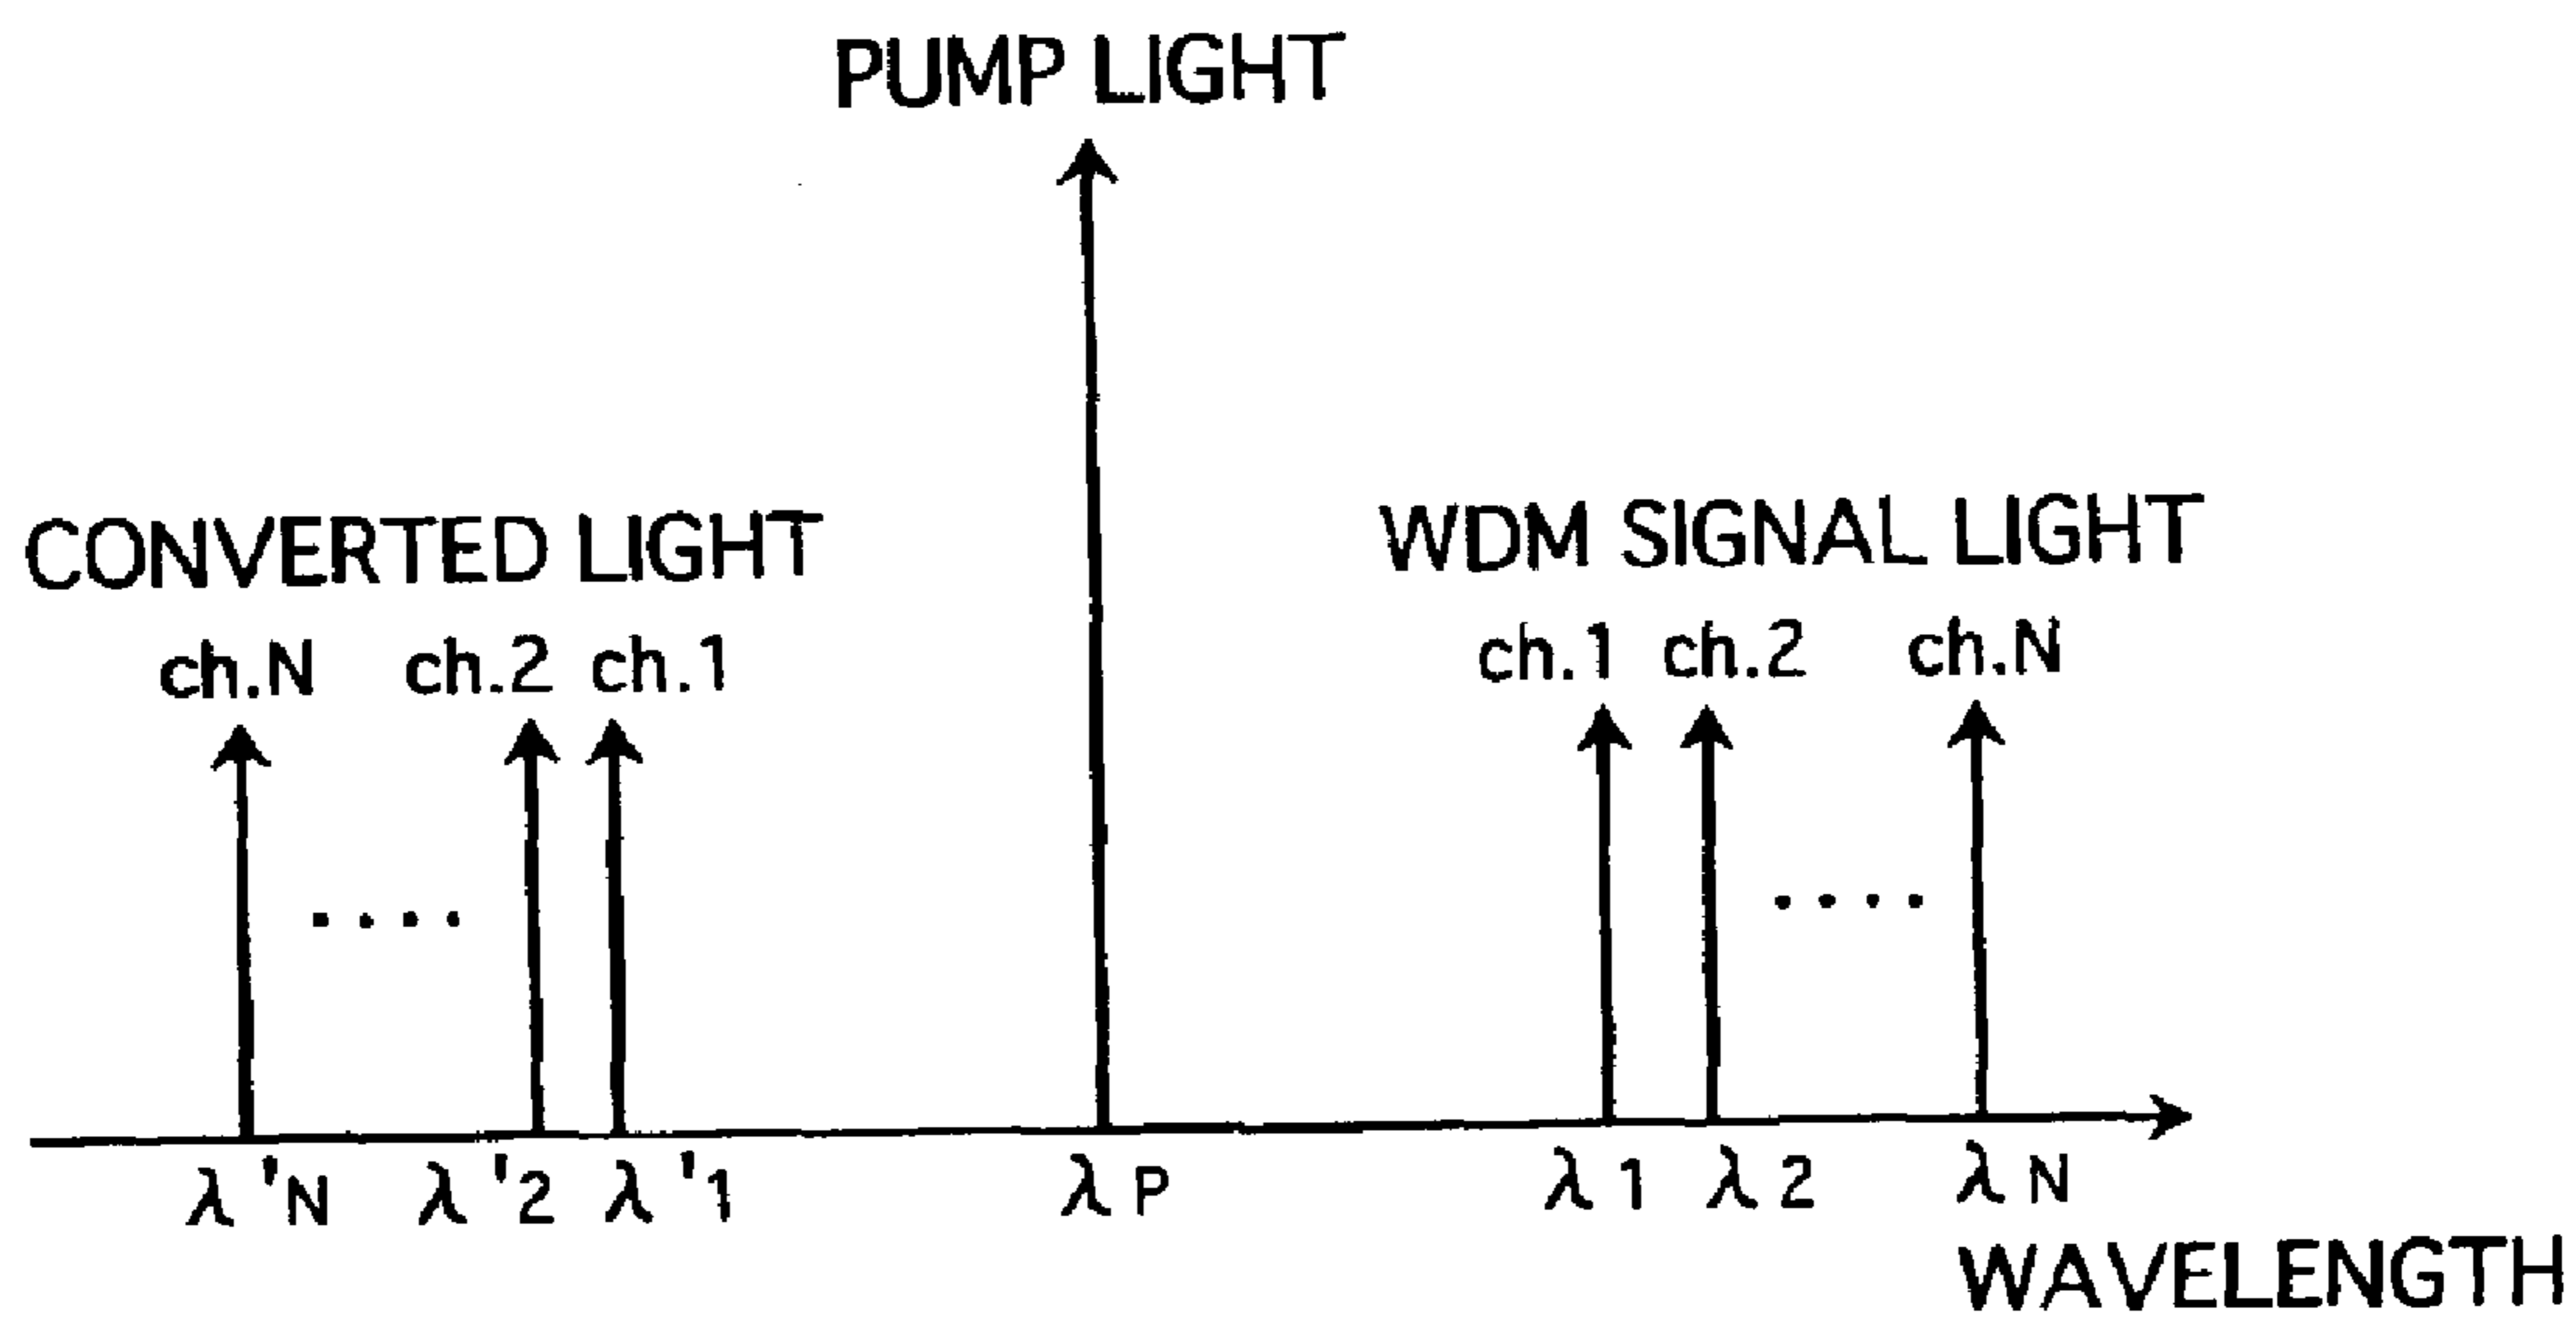 PUMP LIGHT
CONVERTED LIGHT
WDM SIGNAL LIGHT
ch.N ch.2 ch.1
ch.1 ch.2 ch.N
λ'N λ'2 λ'1 λP λ1 λ2 λN
WAVELENGTH